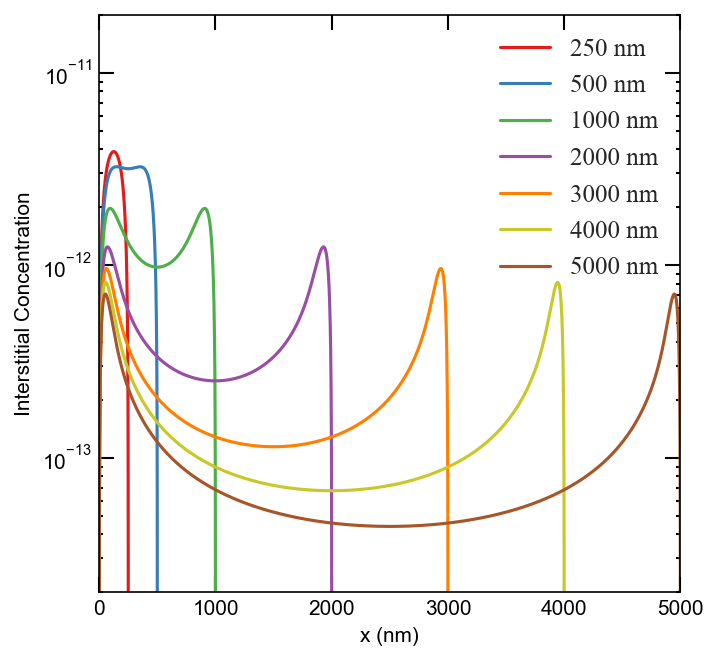 10⁻¹¹
10⁻¹²
10⁻¹³
Interstitial Concentration
250 nm
500 nm
1000 nm
2000 nm
3000 nm
4000 nm
5000 nm
0 1000 2000 3000 4000 5000
x (nm)